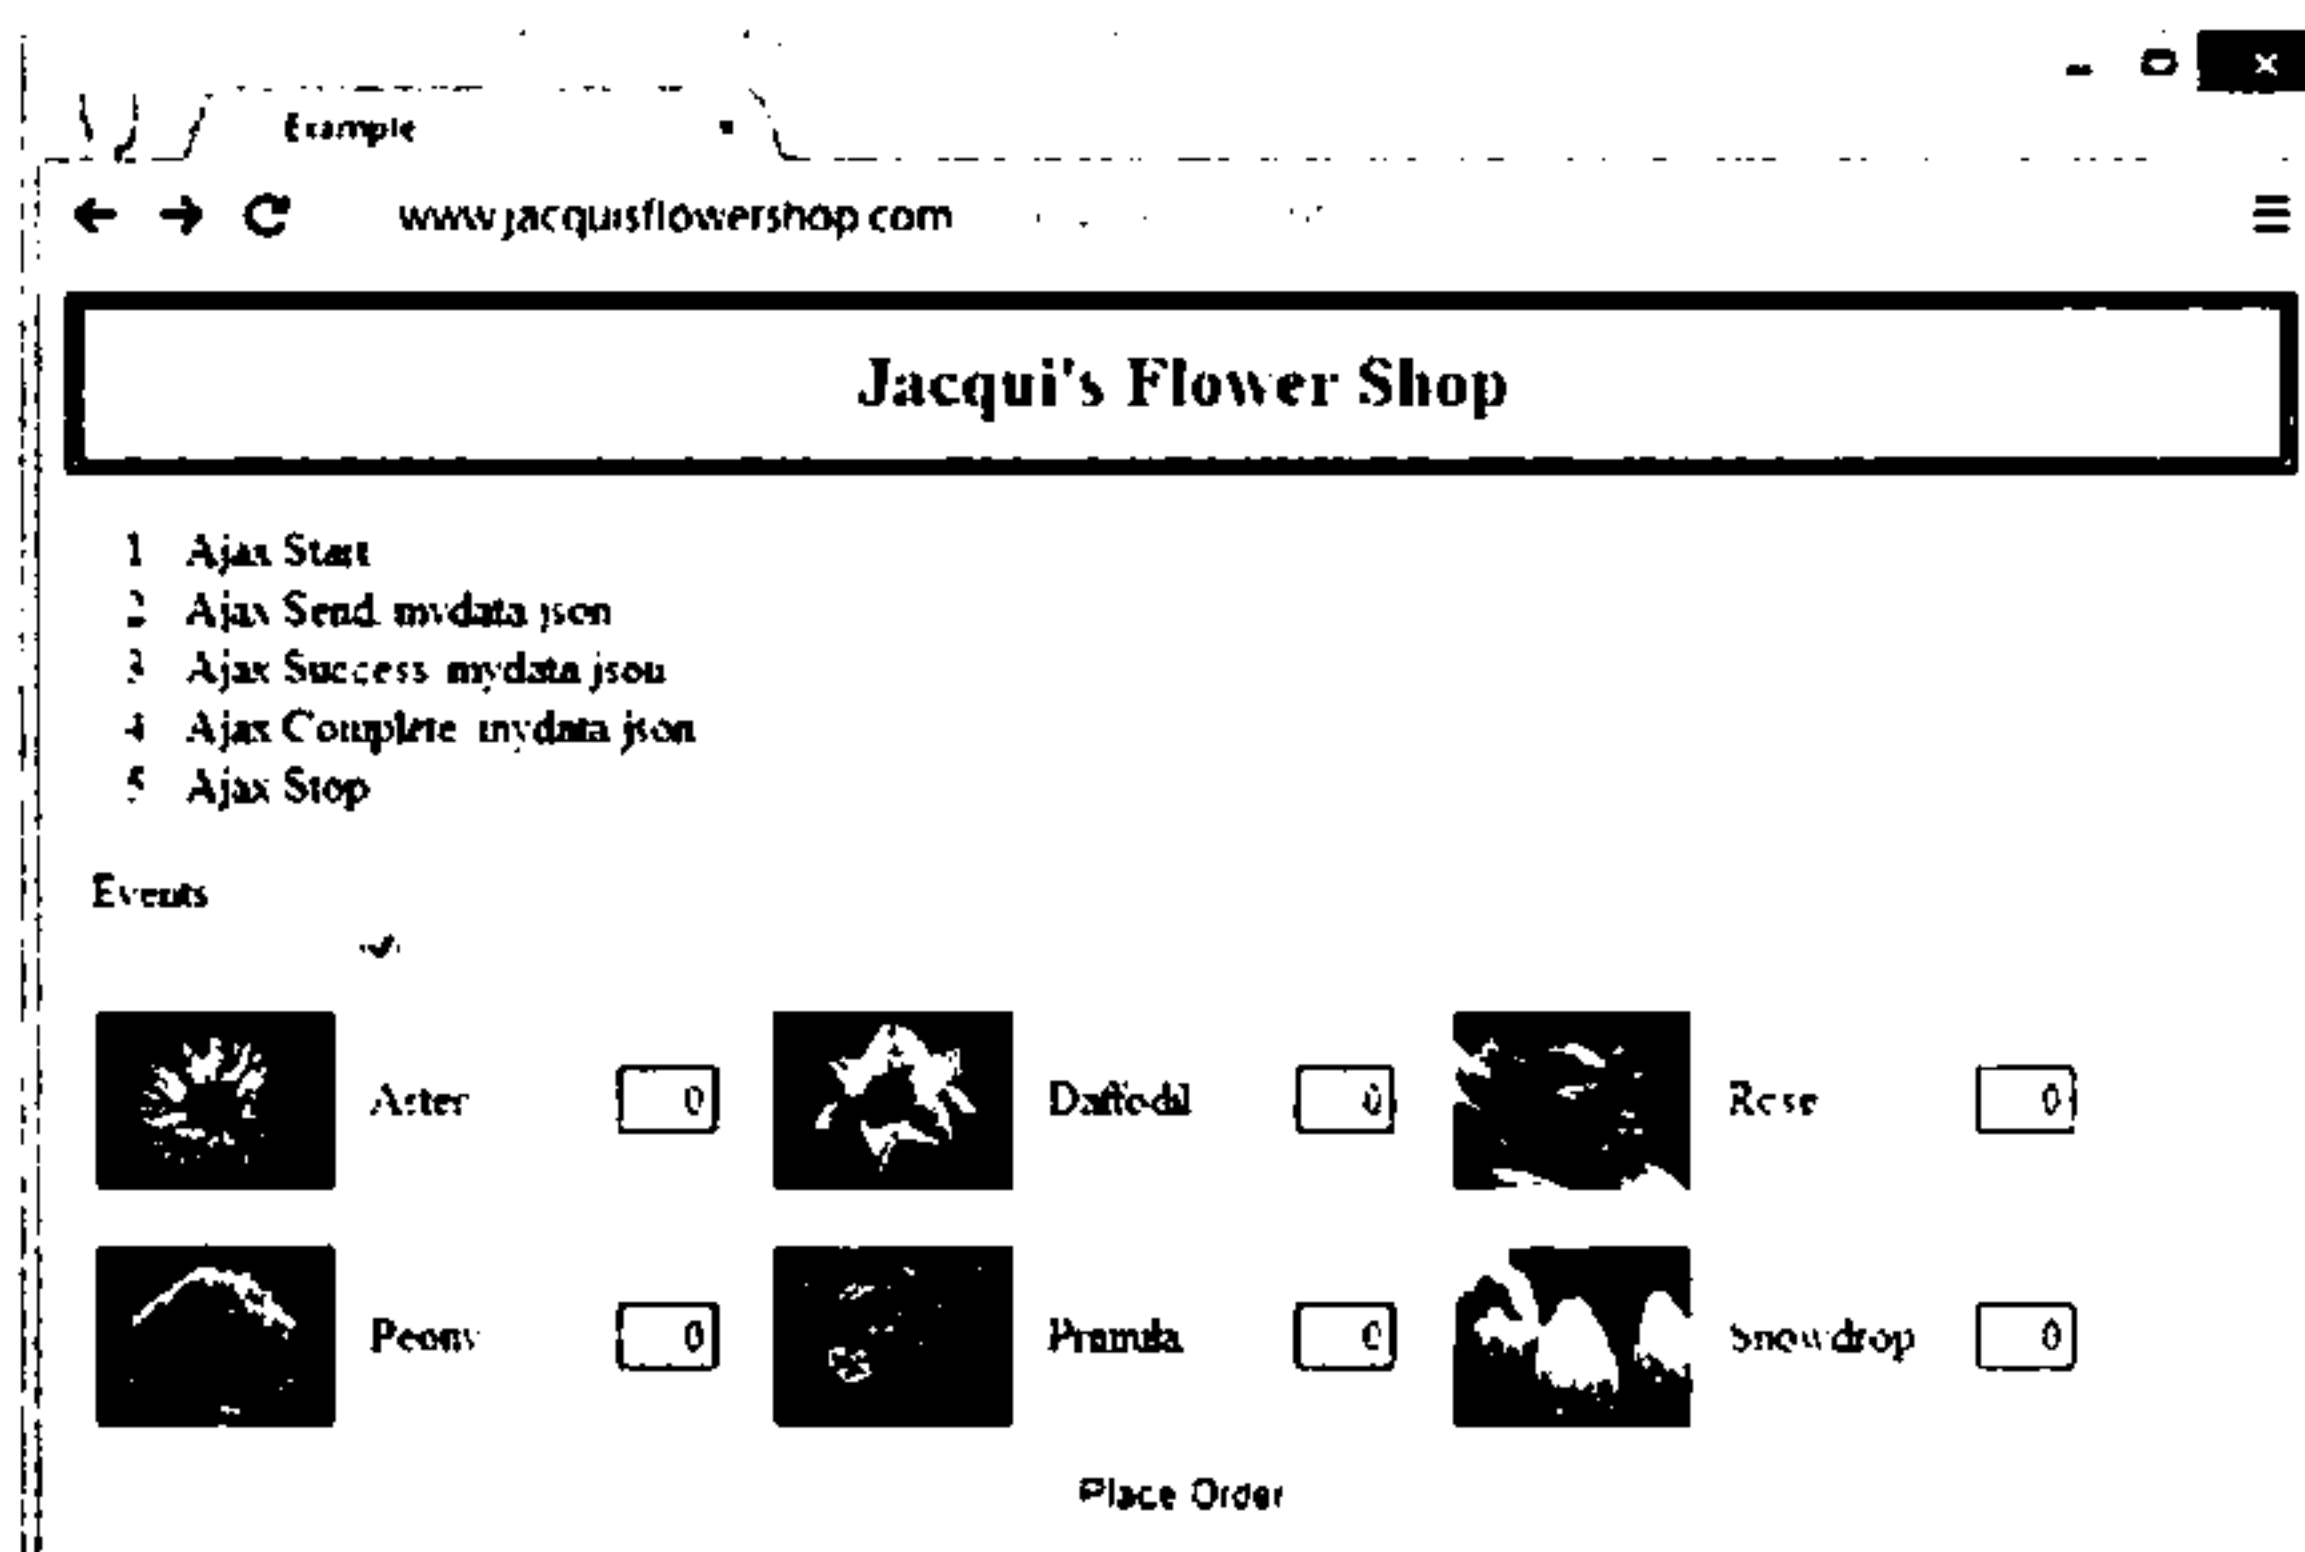 Example
www.jacquisflowershop.com
Jacqui's Flower Shop
1 Ajax Start
2 Ajax Send mydata json
3 Ajax Success mydata json
4 Ajax Complete mydata json
5 Ajax Stop
Events
Aster 0 Daffodil 0 Rose 0
Peony 0 Primula 0 Snowdrop 0
Place Order